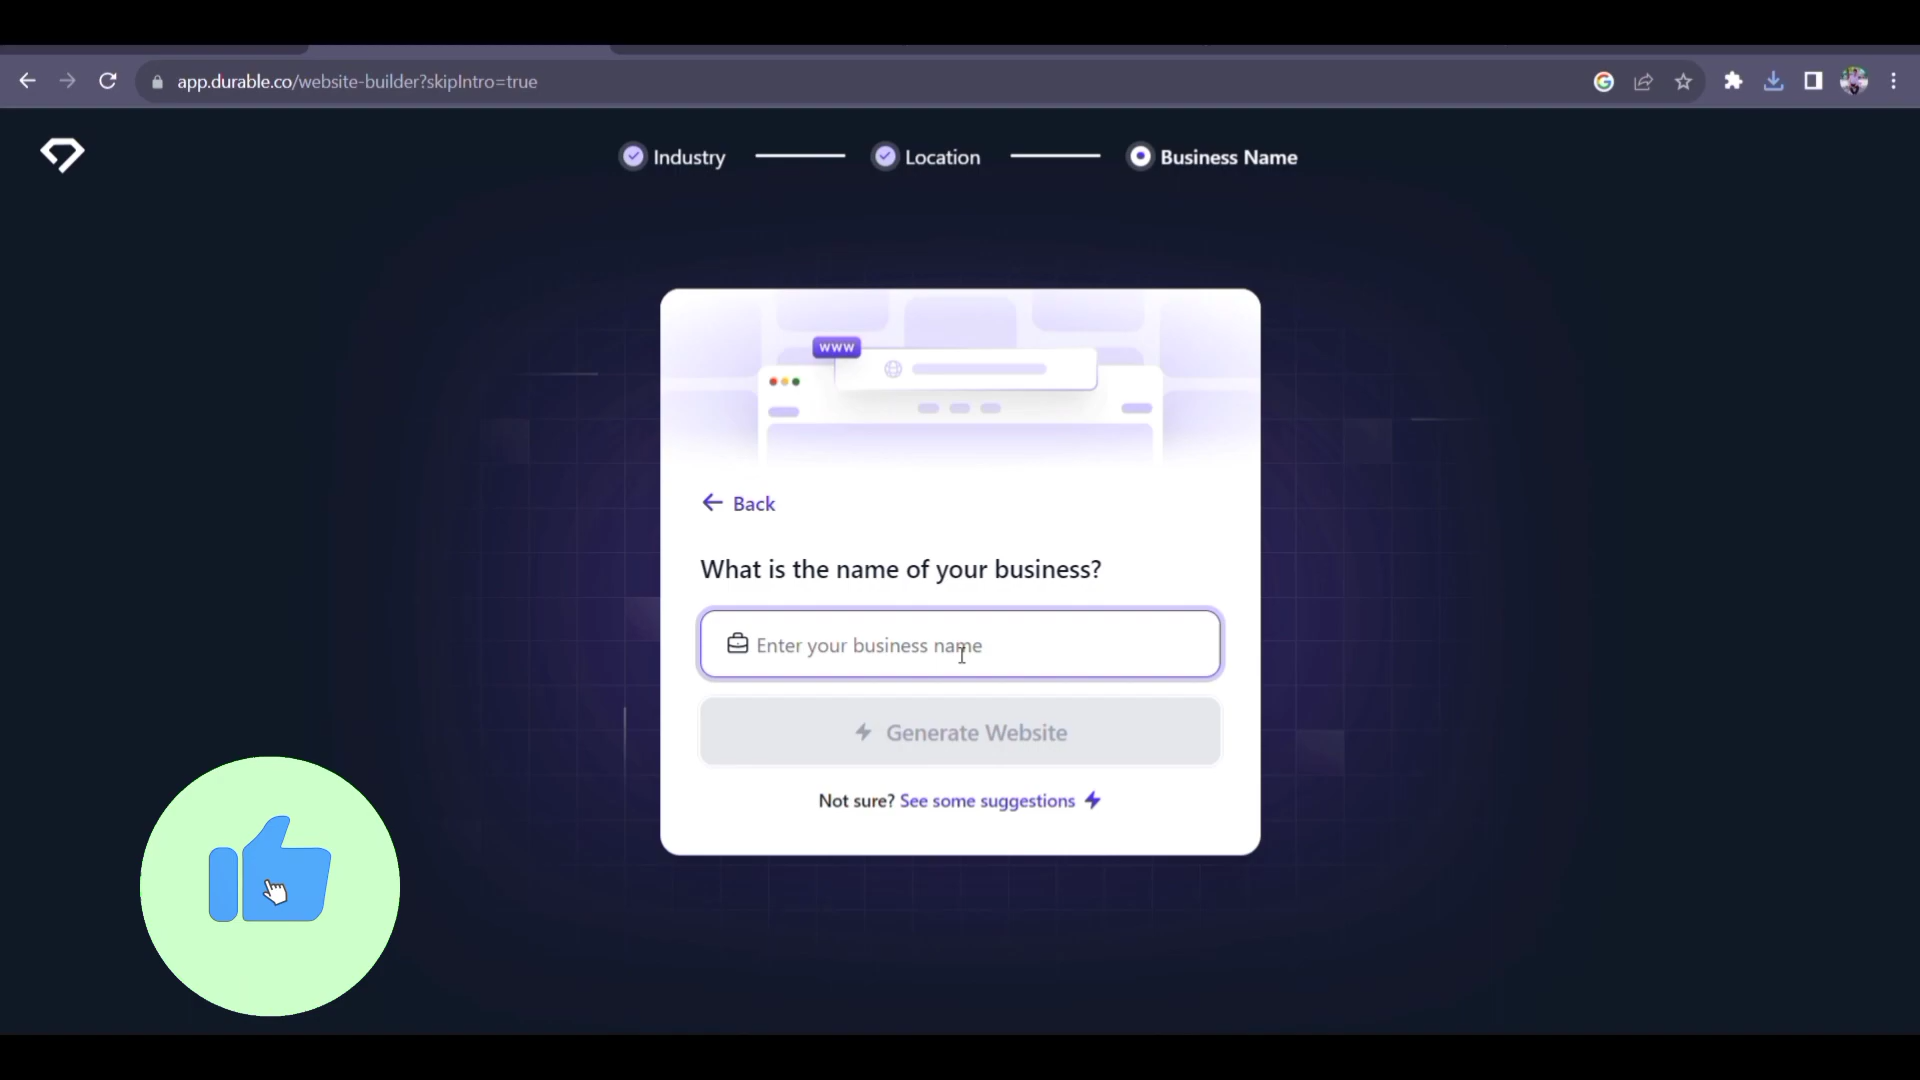 app.durable.co/website-builder?skipIntro=true
Industry
Location
Business Name
www
Back
What is the name of your business?
Enter your business name
Generate Website
Not sure? See some suggestions